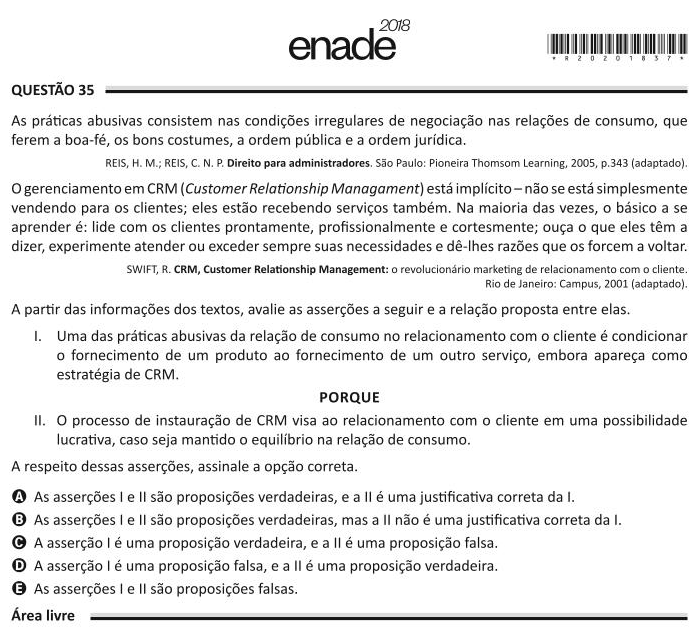 enade 2018
*R20201837*
QUESTÃO 35
As práticas abusivas consistem nas condições irregulares de negociação nas relações de consumo, que
ferem a boa-fé, os bons costumes, a ordem pública e a ordem jurídica.
REIS, H. M.; REIS, C. N. P. Direito para administradores. São Paulo: Pioneira Thomsom Learning, 2005, p.343 (adaptado).
O gerenciamento em CRM (Customer Relationship Managament) está implícito – não se está simplesmente
vendendo para os clientes; eles estão recebendo serviços também. Na maioria das vezes, o básico a se
aprender é: lide com os clientes prontamente, profissionalmente e cortesmente; ouça o que eles têm a
dizer, experimente atender ou exceder sempre suas necessidades e dê-lhes razões que os forcem a voltar.
SWIFT, R. CRM, Customer Relationship Management: o revolucionário marketing de relacionamento com o cliente.
Rio de Janeiro: Campus, 2001 (adaptado).
A partir das informações dos textos, avalie as asserções a seguir e a relação proposta entre elas.
I. Uma das práticas abusivas da relação de consumo no relacionamento com o cliente é condicionar
o fornecimento de um produto ao fornecimento de um outro serviço, embora apareça como
estratégia de CRM.
PORQUE
II. O processo de instauração de CRM visa ao relacionamento com o cliente em uma possibilidade
lucrativa, caso seja mantido o equilíbrio na relação de consumo.
A respeito dessas asserções, assinale a opção correta.
A As asserções I e II são proposições verdadeiras, e a II é uma justificativa correta da I.
B As asserções I e II são proposições verdadeiras, mas a II não é uma justificativa correta da I.
C A asserção I é uma proposição verdadeira, e a II é uma proposição falsa.
D A asserção I é uma proposição falsa, e a II é uma proposição verdadeira.
E As asserções I e II são proposições falsas.
Área livre